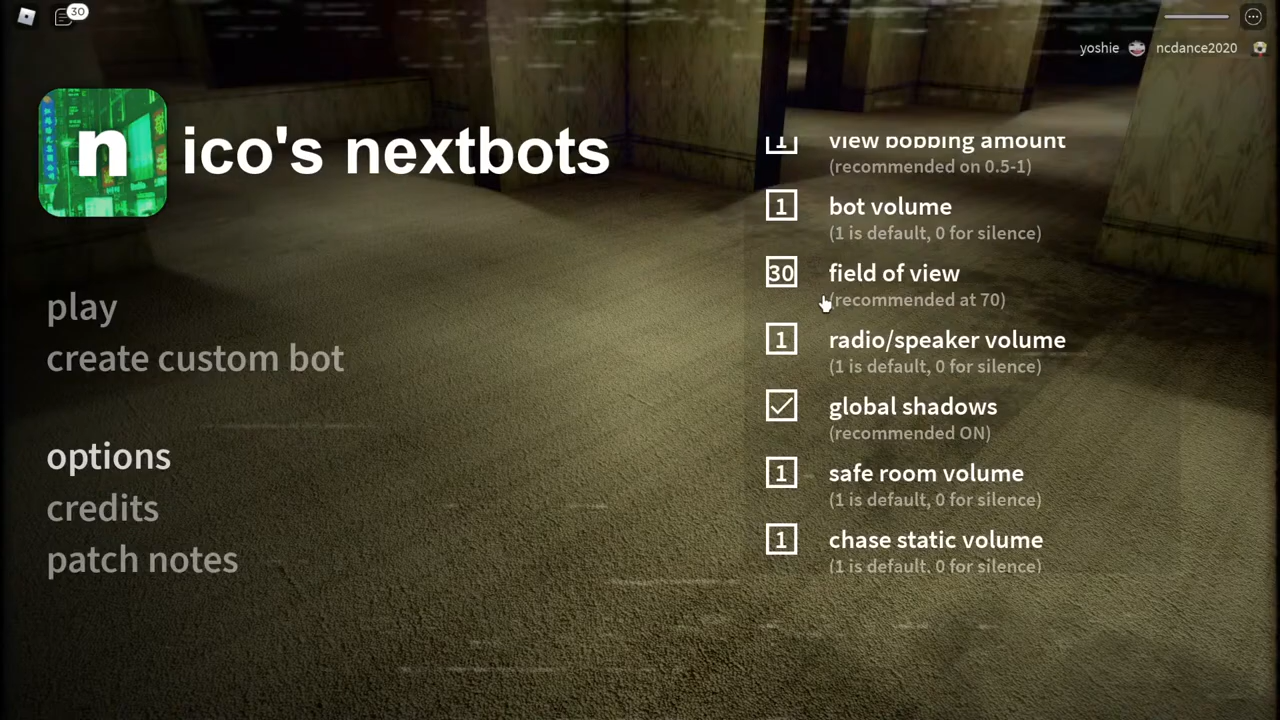 30
yoshie ncdance2020
n ico's nextbots
1 view bobbing amount
(recommended on 0.5-1)
1 bot volume
(1 is default, 0 for silence)
30 field of view
(recommended at 70)
play
1 radio/speaker volume
(1 is default, 0 for silence)
create custom bot
✓ global shadows
(recommended ON)
options
1 safe room volume
(1 is default, 0 for silence)
credits
1 chase static volume
(1 is default, 0 for silence)
patch notes